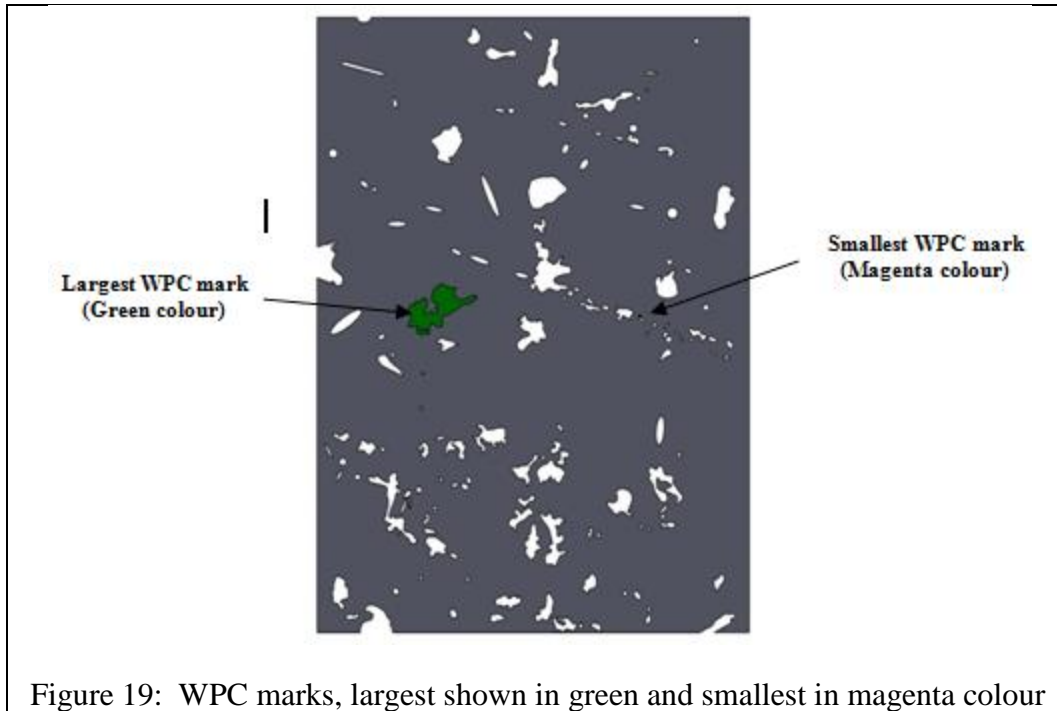 Smallest WPC mark
(Magenta colour)
Largest WPC mark
(Green colour)
Figure 19:  WPC marks, largest shown in green and smallest in magenta colour